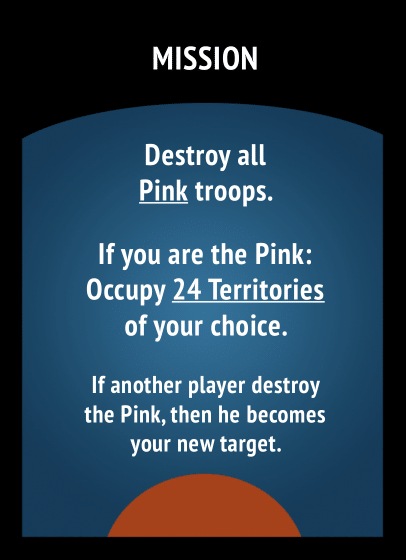 MISSION
Destroy all
Pink troops.
If you are the Pink:
Occupy 24 Territories
of your choice.
If another player destroy
the Pink, then he becomes
your new target.